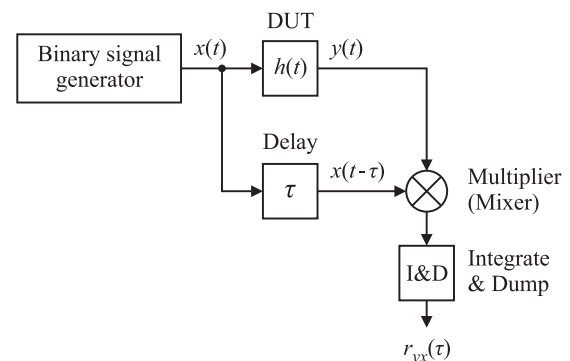 DUT
Binary signal
generator
x(t)
h(t)
y(t)
Delay
τ
x(t-τ)
Multiplier
(Mixer)
I&D
Integrate
& Dump
r_yx(τ)